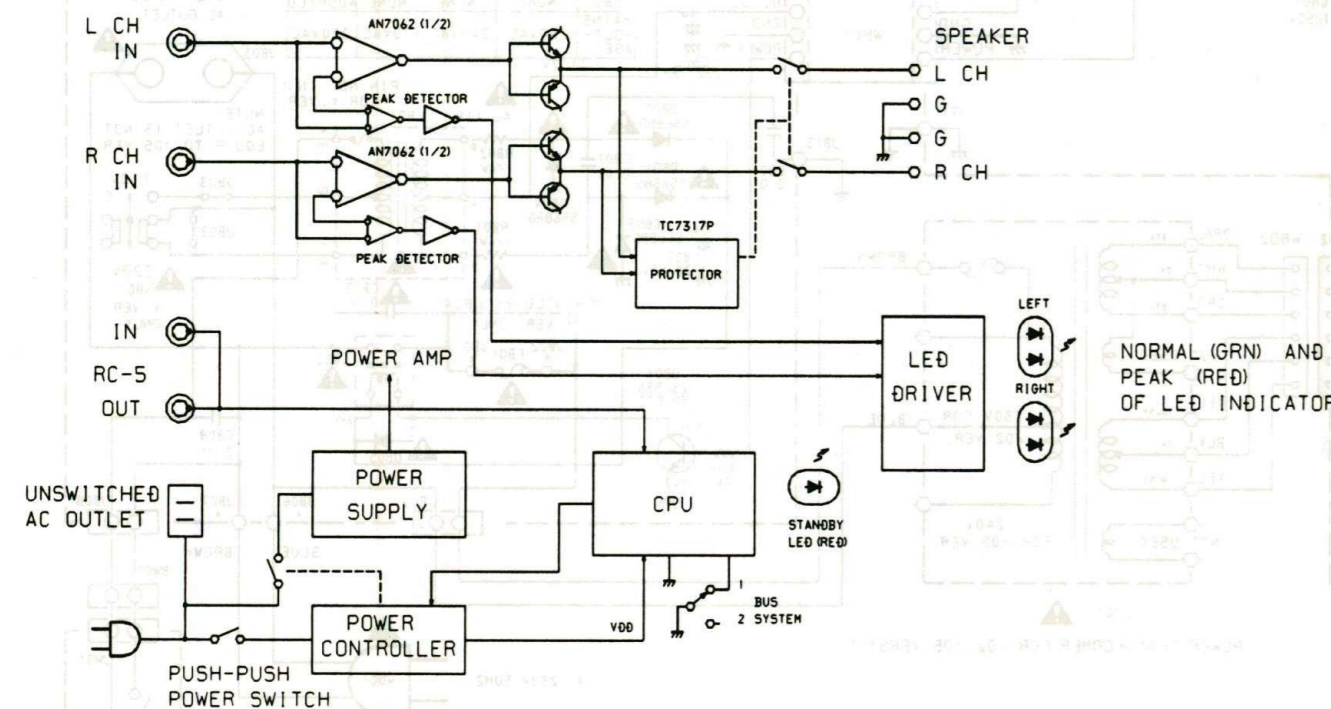 L CH
IN
AN7062 (1/2)
PEAK DETECTOR
SPEAKER
L CH
G
G
R CH
R CH
IN
AN7062 (1/2)
PEAK DETECTOR
TC7317P
PROTECTOR
IN
RC-5
OUT
POWER AMP
LED
DRIVER
LEFT
RIGHT
NORMAL (GRN) AND
PEAK (RED)
OF LED INDICATOR
UNSWITCHED
AC OUTLET
POWER
SUPPLY
CPU
STANDBY
LED (RED)
1
BUS
2 SYSTEM
VDD
POWER
CONTROLLER
PUSH-PUSH
POWER SWITCH